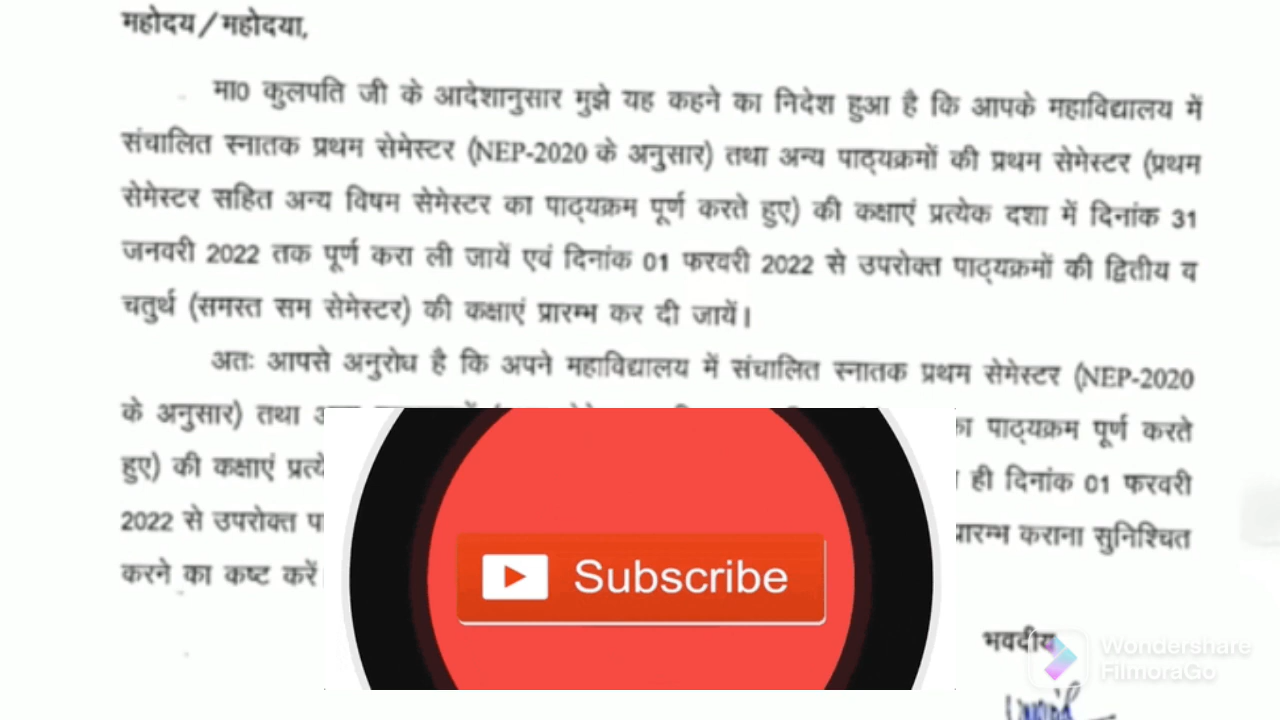 महोदय/महोदया,
मा0 कुलपति जी के आदेशानुसार मुझे यह कहने का निदेश हुआ है कि आपके महाविद्यालय में
संचालित स्नातक प्रथम सेमेस्टर (NEP-2020 के अनुसार) तथा अन्य पाठ्यक्रमों की प्रथम सेमेस्टर (प्रथम
सेमेस्टर सहित अन्य विषम सेमेस्टर का पाठ्यक्रम पूर्ण करते हुए) की कक्षाएं प्रत्येक दशा में दिनांक 31
जनवरी 2022 तक पूर्ण करा ली जायें एवं दिनांक 01 फरवरी 2022 से उपरोक्त पाठ्यक्रमों की द्वितीय व
चतुर्थ (समस्त सम सेमेस्टर) की कक्षाएं प्रारम्भ कर दी जायें।
अतः आपसे अनुरोध है कि अपने महाविद्यालय में संचालित स्नातक प्रथम सेमेस्टर (NEP-2020
के अनुसार) तथा पाठ्यक्रम पूर्ण करते
हुए) की कक्षाएं ही दिनांक 01 फरवरी
2022 से उपरोक्त कराना सुनिश्चित
करने का कष्ट करें
Subscribe
भवदीय
Wondershare
FilmoraGo